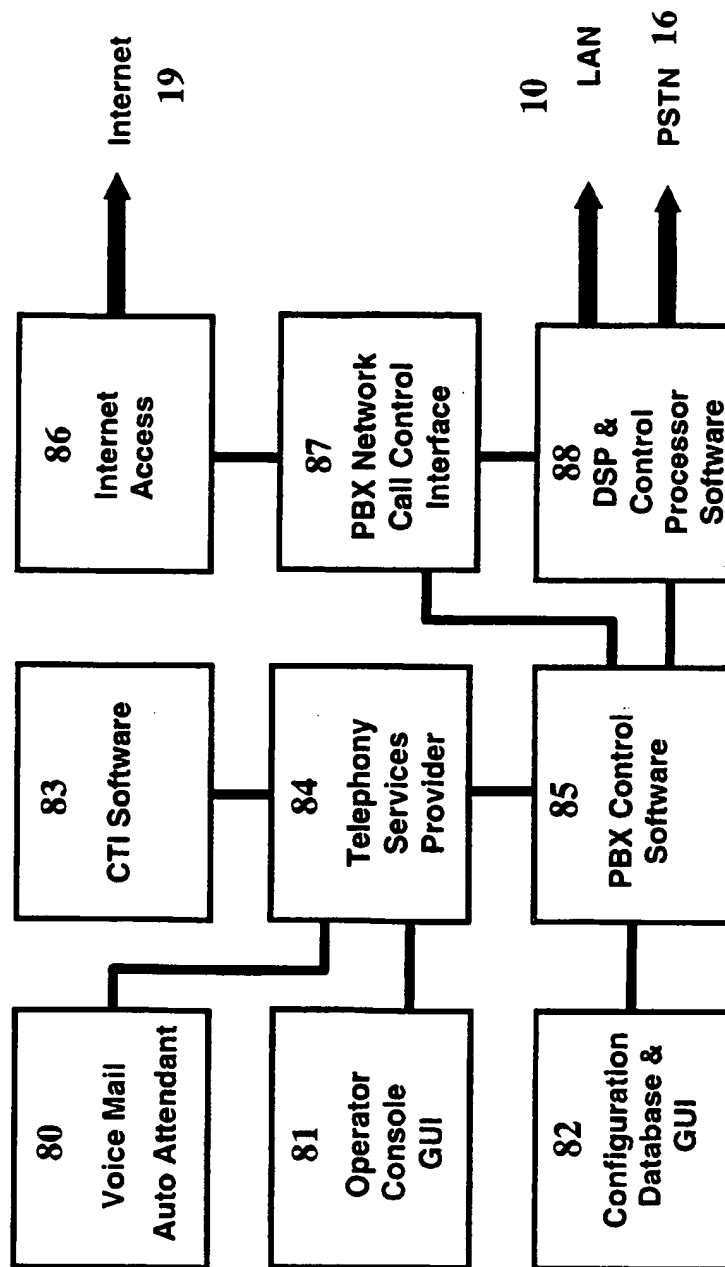 80
Voice Mail
Auto Attendant
83
CTI Software
86
Internet
Access
Internet
19
81
Operator
Console
GUI
84
Telephony
Services
Provider
87
PBX Network
Call Control
Interface
82
Configuration
Database &
GUI
85
PBX Control
Software
88
DSP &
Control
Processor
Software
10
LAN
PSTN 16